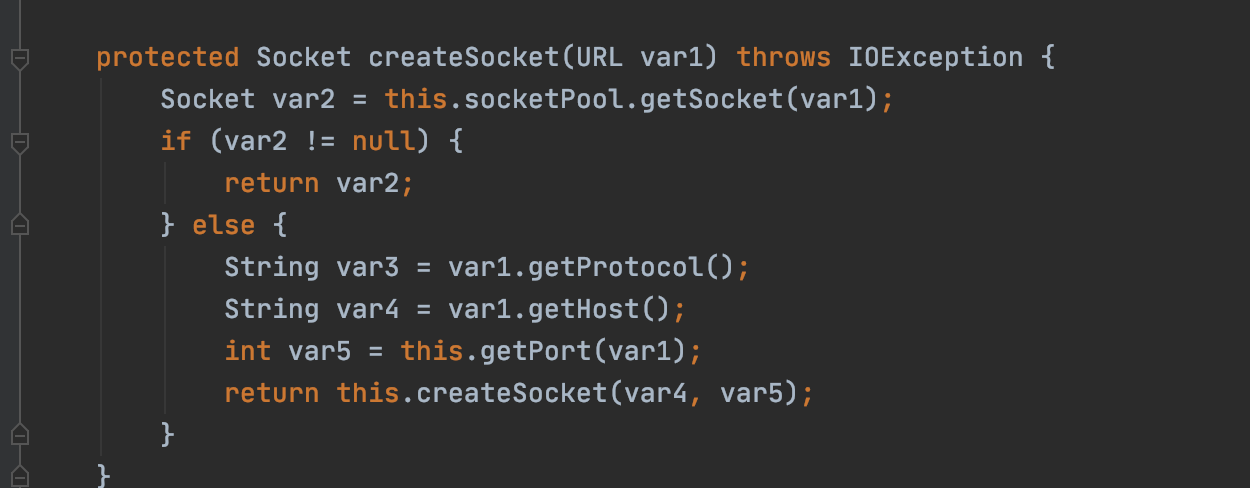 protected Socket createSocket(URL var1) throws IOException {
Socket var2 = this.socketPool.getSocket(var1);
if (var2 != null) {
return var2;
} else {
String var3 = var1.getProtocol();
String var4 = var1.getHost();
int var5 = this.getPort(var1);
return this.createSocket(var4, var5);
}
}